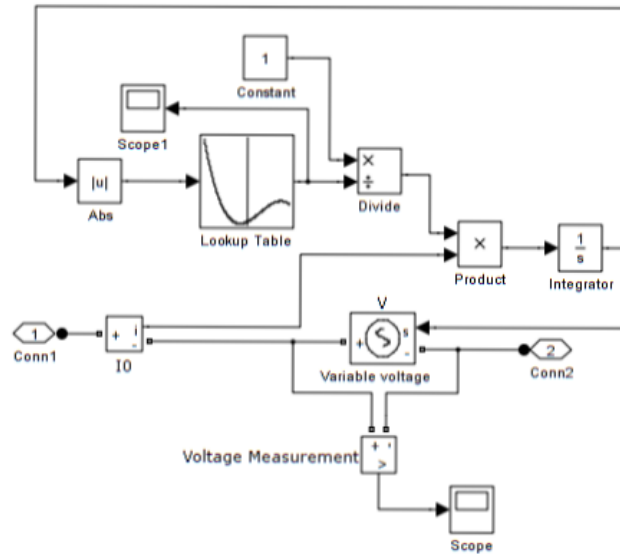 1
Constant
Scope1
|u|
Abs
Lookup Table
×
÷
Divide
×
Product
1
s
Integrator
1
Conn1
+ i
-
I0
V
+ s
-
Variable voltage
2
Conn2
Voltage Measurement
+
>
Scope